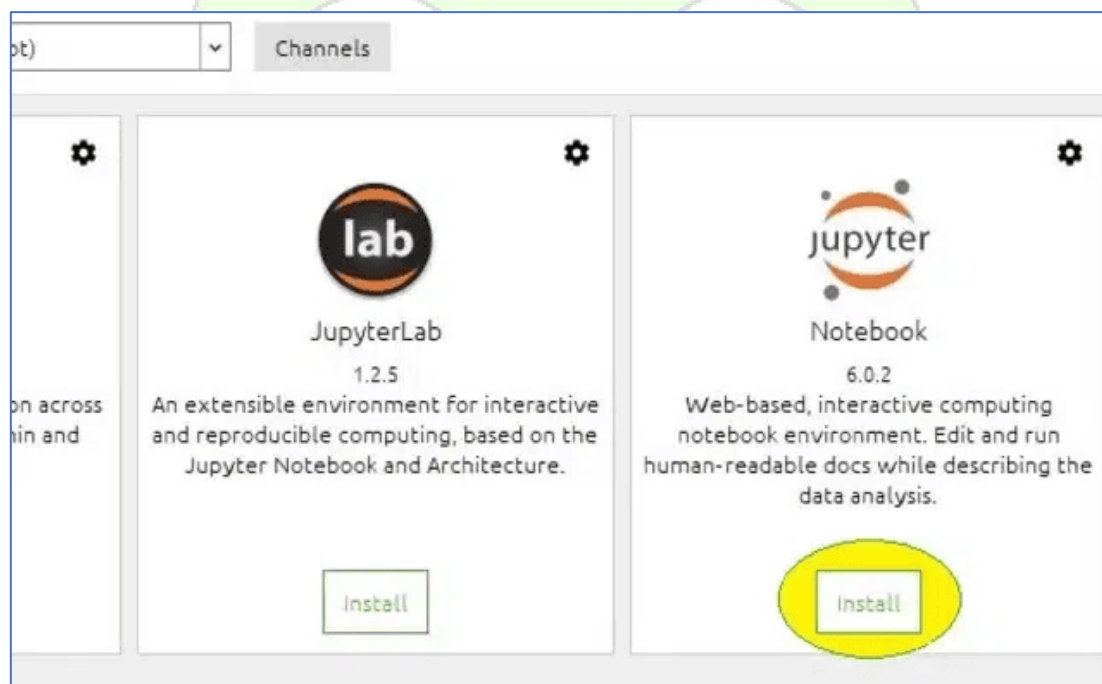 ot)
Channels
lab
JupyterLab
1.2.5
An extensible environment for interactive
and reproducible computing, based on the
Jupyter Notebook and Architecture.
Install
jupyter
Notebook
6.0.2
Web-based, interactive computing
notebook environment. Edit and run
human-readable docs while describing the
data analysis.
Install
on across
and